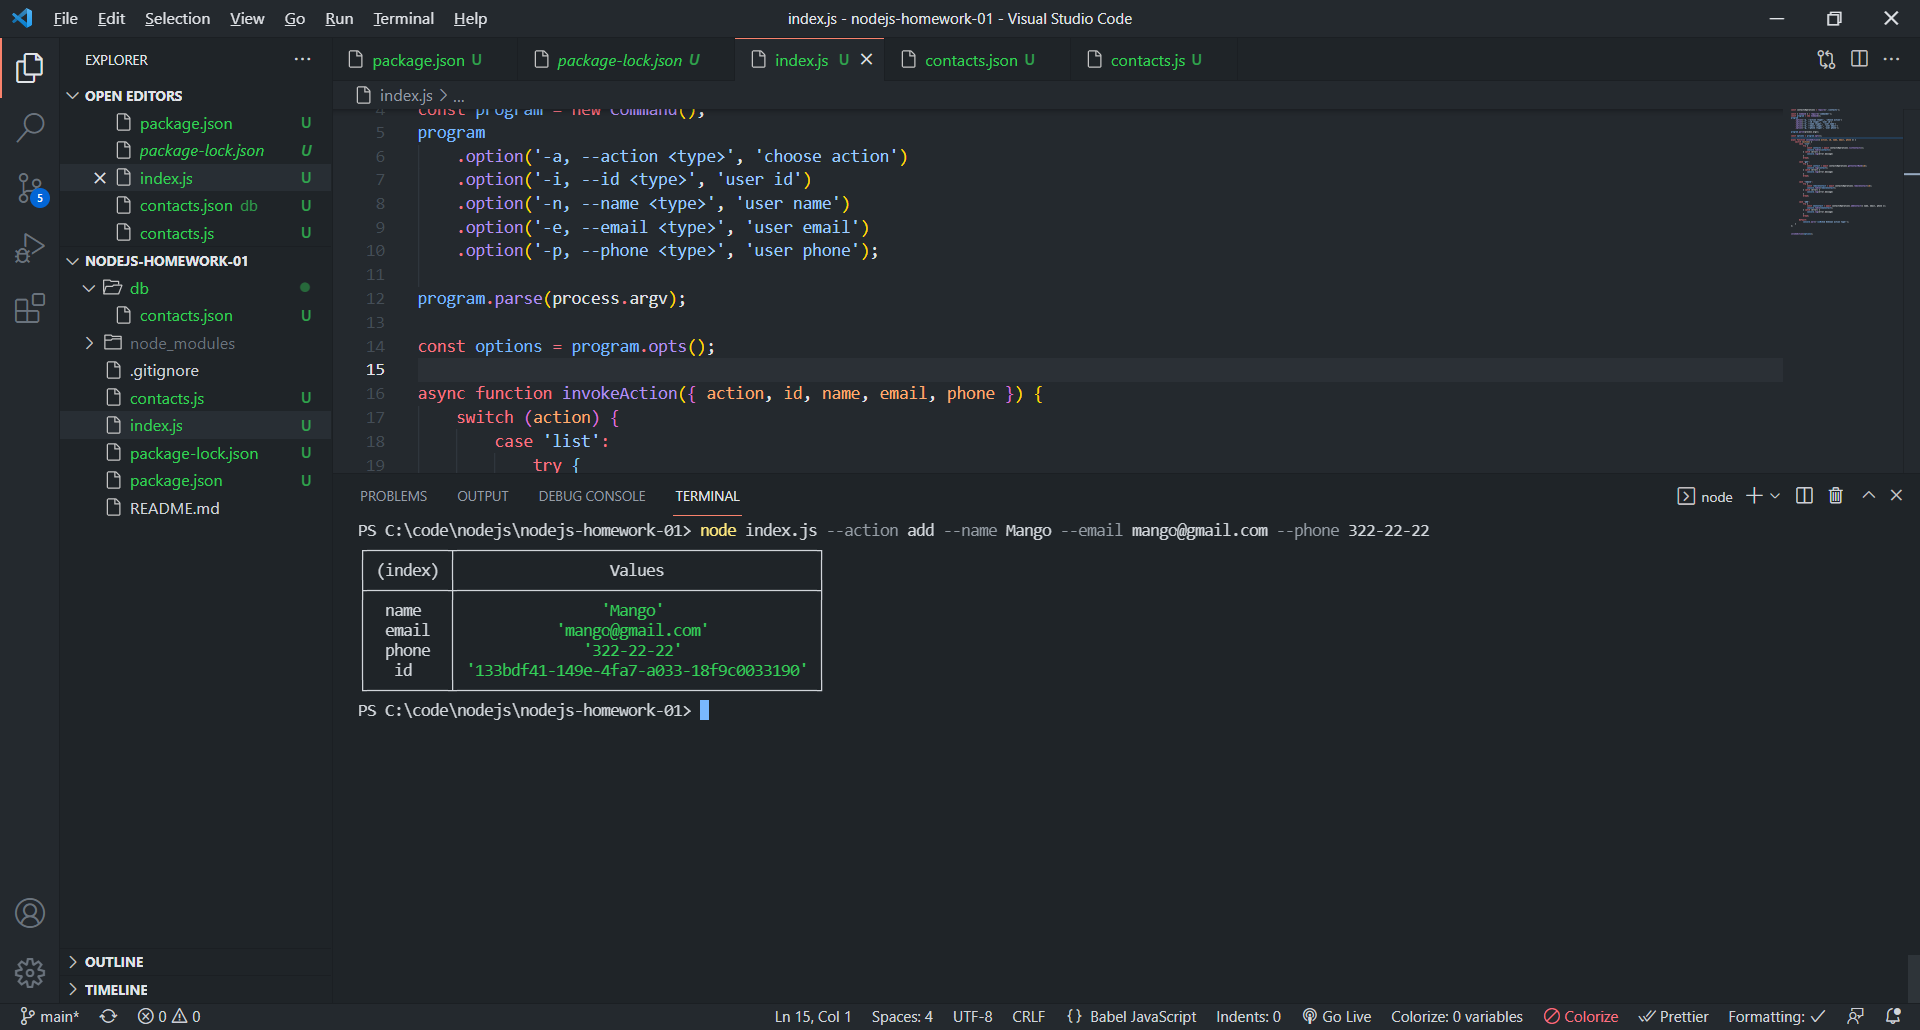 File Edit Selection View Go Run Terminal Help
index.js - nodejs-homework-01 - Visual Studio Code
EXPLORER
OPEN EDITORS
package.json U
package-lock.json U
index.js U
contacts.json db U
contacts.js U
NODEJS-HOMEWORK-01
db
contacts.json U
node_modules
.gitignore
contacts.js U
index.js U
package-lock.json U
package.json U
README.md
OUTLINE
TIMELINE
5
package.json U package-lock.json U index.js U contacts.json U contacts.js U
index.js > ...
4 const program = new Command();
5 program
6 .option('-a, --action <type>', 'choose action')
7 .option('-i, --id <type>', 'user id')
8 .option('-n, --name <type>', 'user name')
9 .option('-e, --email <type>', 'user email')
10 .option('-p, --phone <type>', 'user phone');
11
12 program.parse(process.argv);
13
14 const options = program.opts();
15
16 async function invokeAction({ action, id, name, email, phone }) {
17 switch (action) {
18 case 'list':
19 try {
PROBLEMS OUTPUT DEBUG CONSOLE TERMINAL
node
PS C:\code\nodejs\nodejs-homework-01> node index.js --action add --name Mango --email mango@gmail.com --phone 322-22-22
(index) Values
name 'Mango'
email 'mango@gmail.com'
phone '322-22-22'
id '133bdf41-149e-4fa7-a033-18f9c0033190'
PS C:\code\nodejs\nodejs-homework-01>
main* 0 0 Ln 15, Col 1 Spaces: 4 UTF-8 CRLF {} Babel JavaScript Indents: 0 Go Live Colorize: 0 variables Colorize Prettier Formatting: ✓